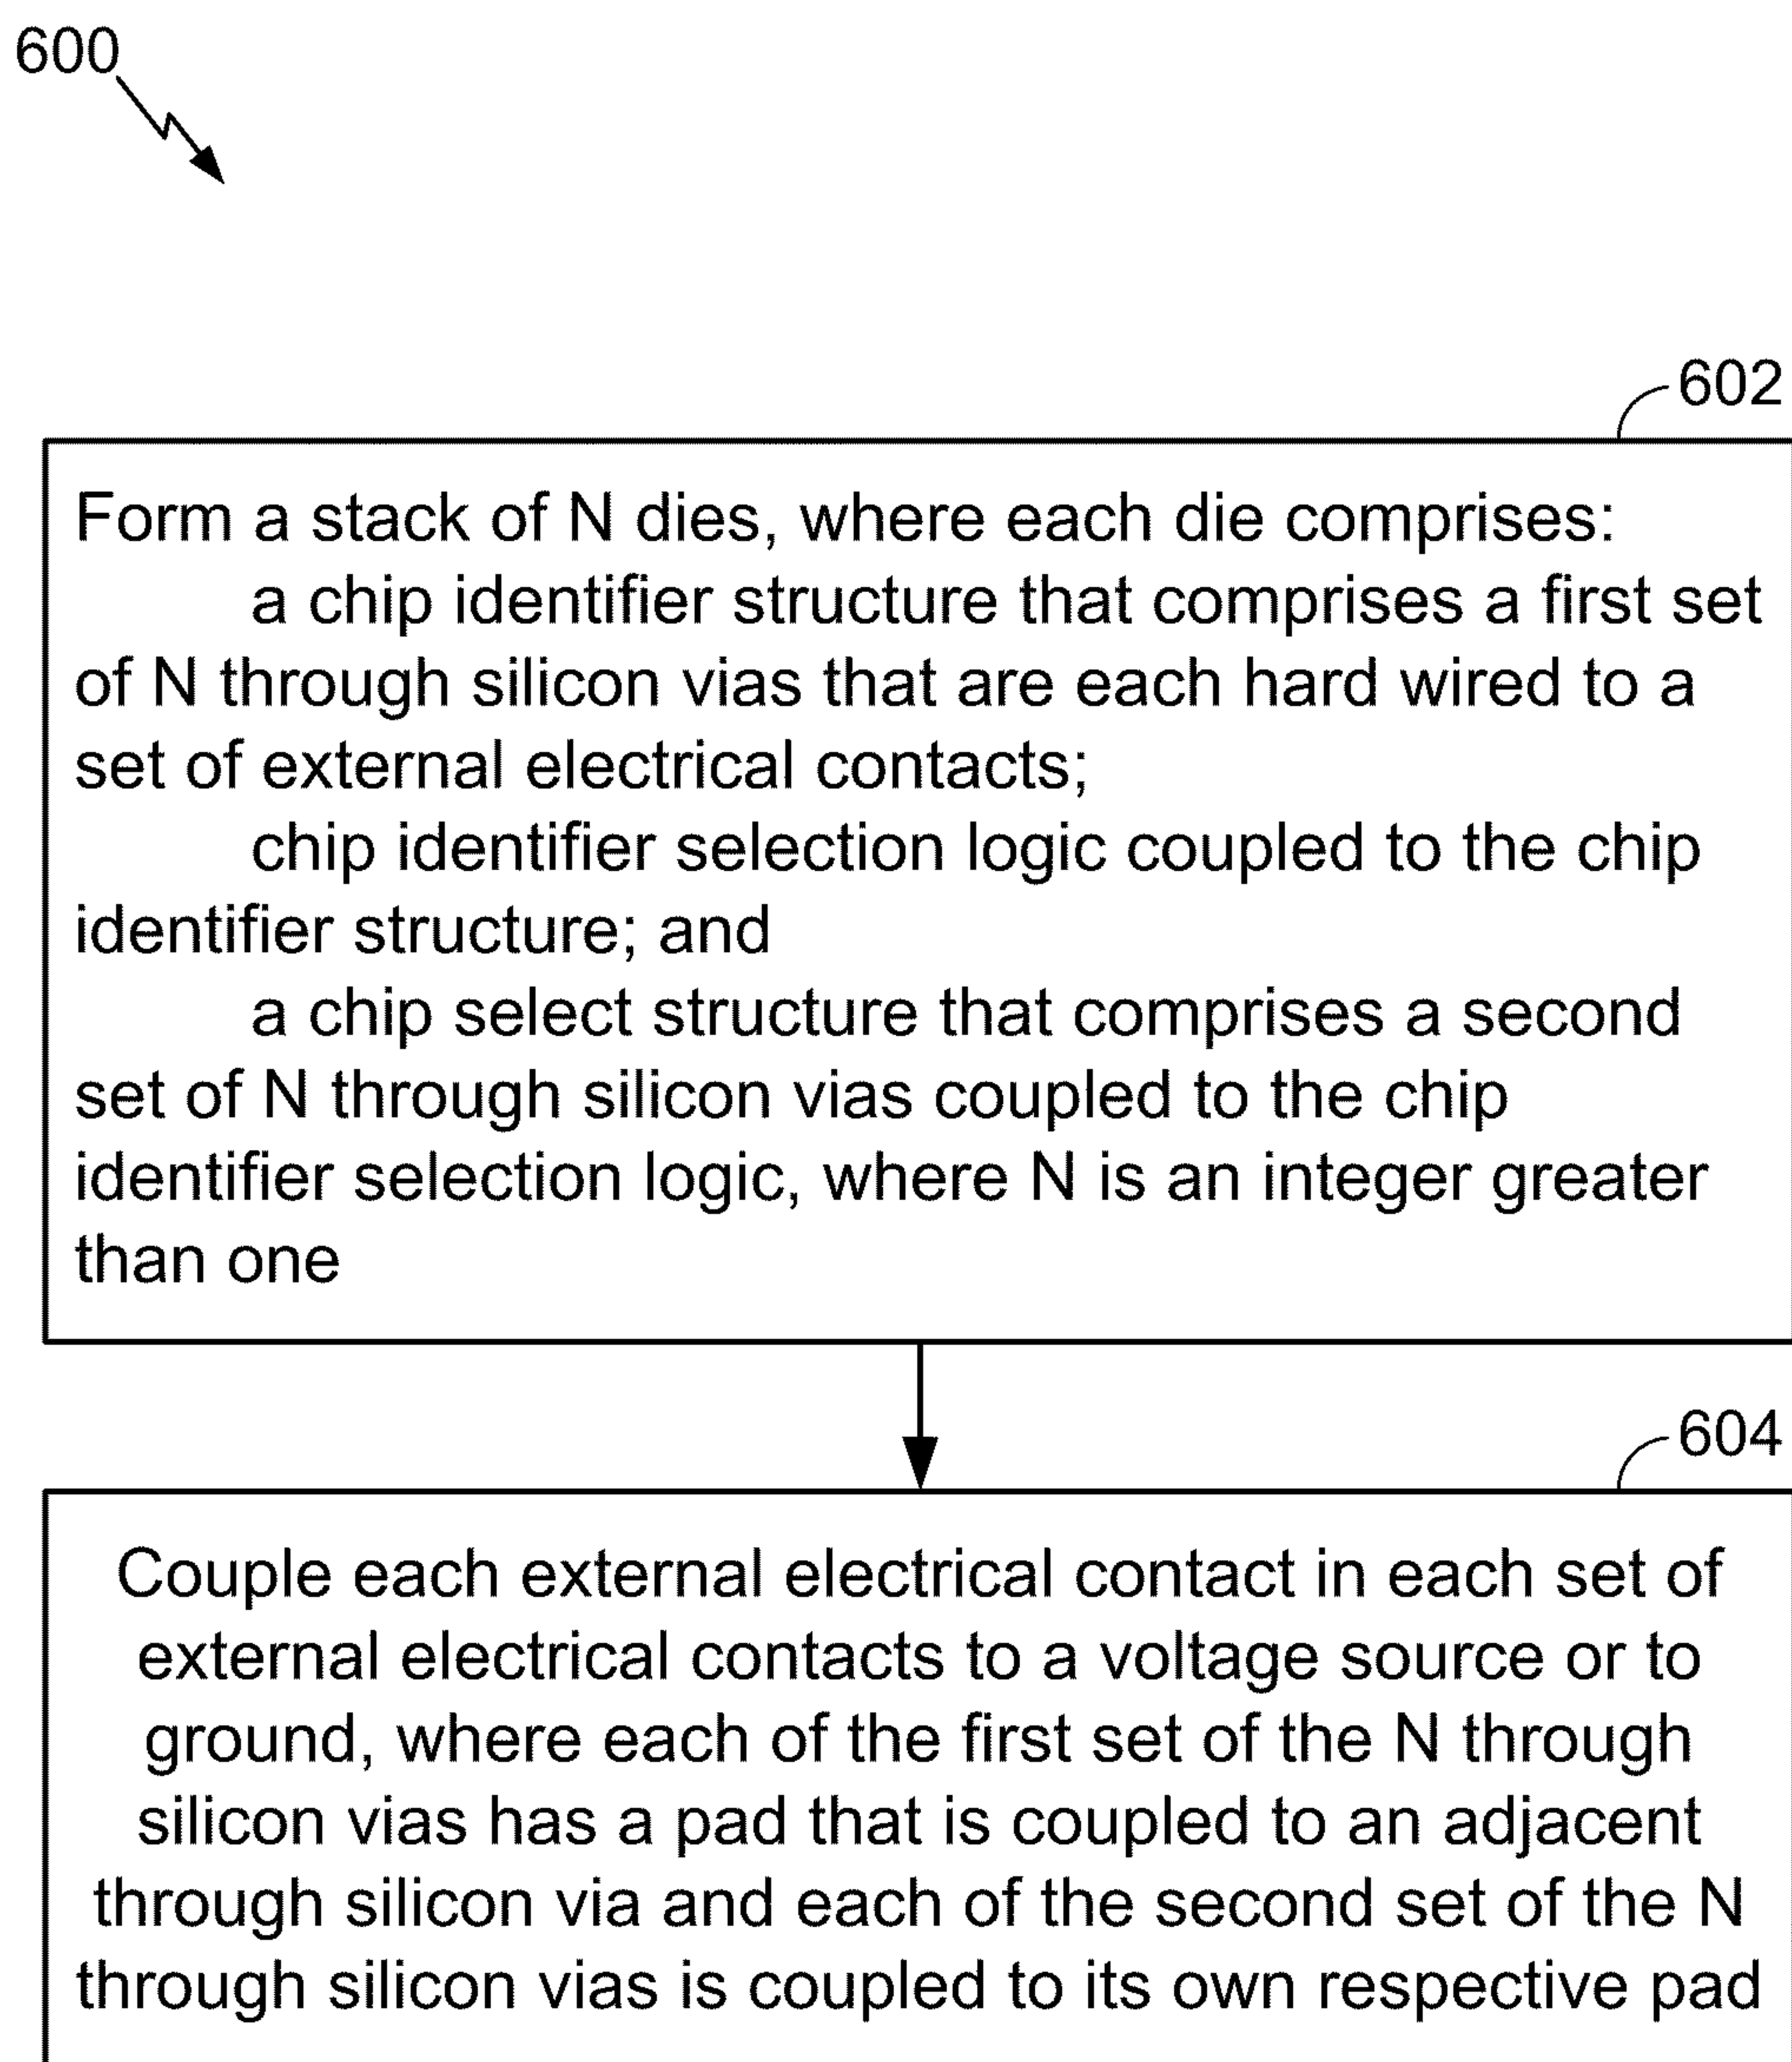 600
602
Form a stack of N dies, where each die comprises:
a chip identifier structure that comprises a first set
of N through silicon vias that are each hard wired to a
set of external electrical contacts;
chip identifier selection logic coupled to the chip
identifier structure; and
a chip select structure that comprises a second
set of N through silicon vias coupled to the chip
identifier selection logic, where N is an integer greater
than one
604
Couple each external electrical contact in each set of
external electrical contacts to a voltage source or to
ground, where each of the first set of the N through
silicon vias has a pad that is coupled to an adjacent
through silicon via and each of the second set of the N
through silicon vias is coupled to its own respective pad